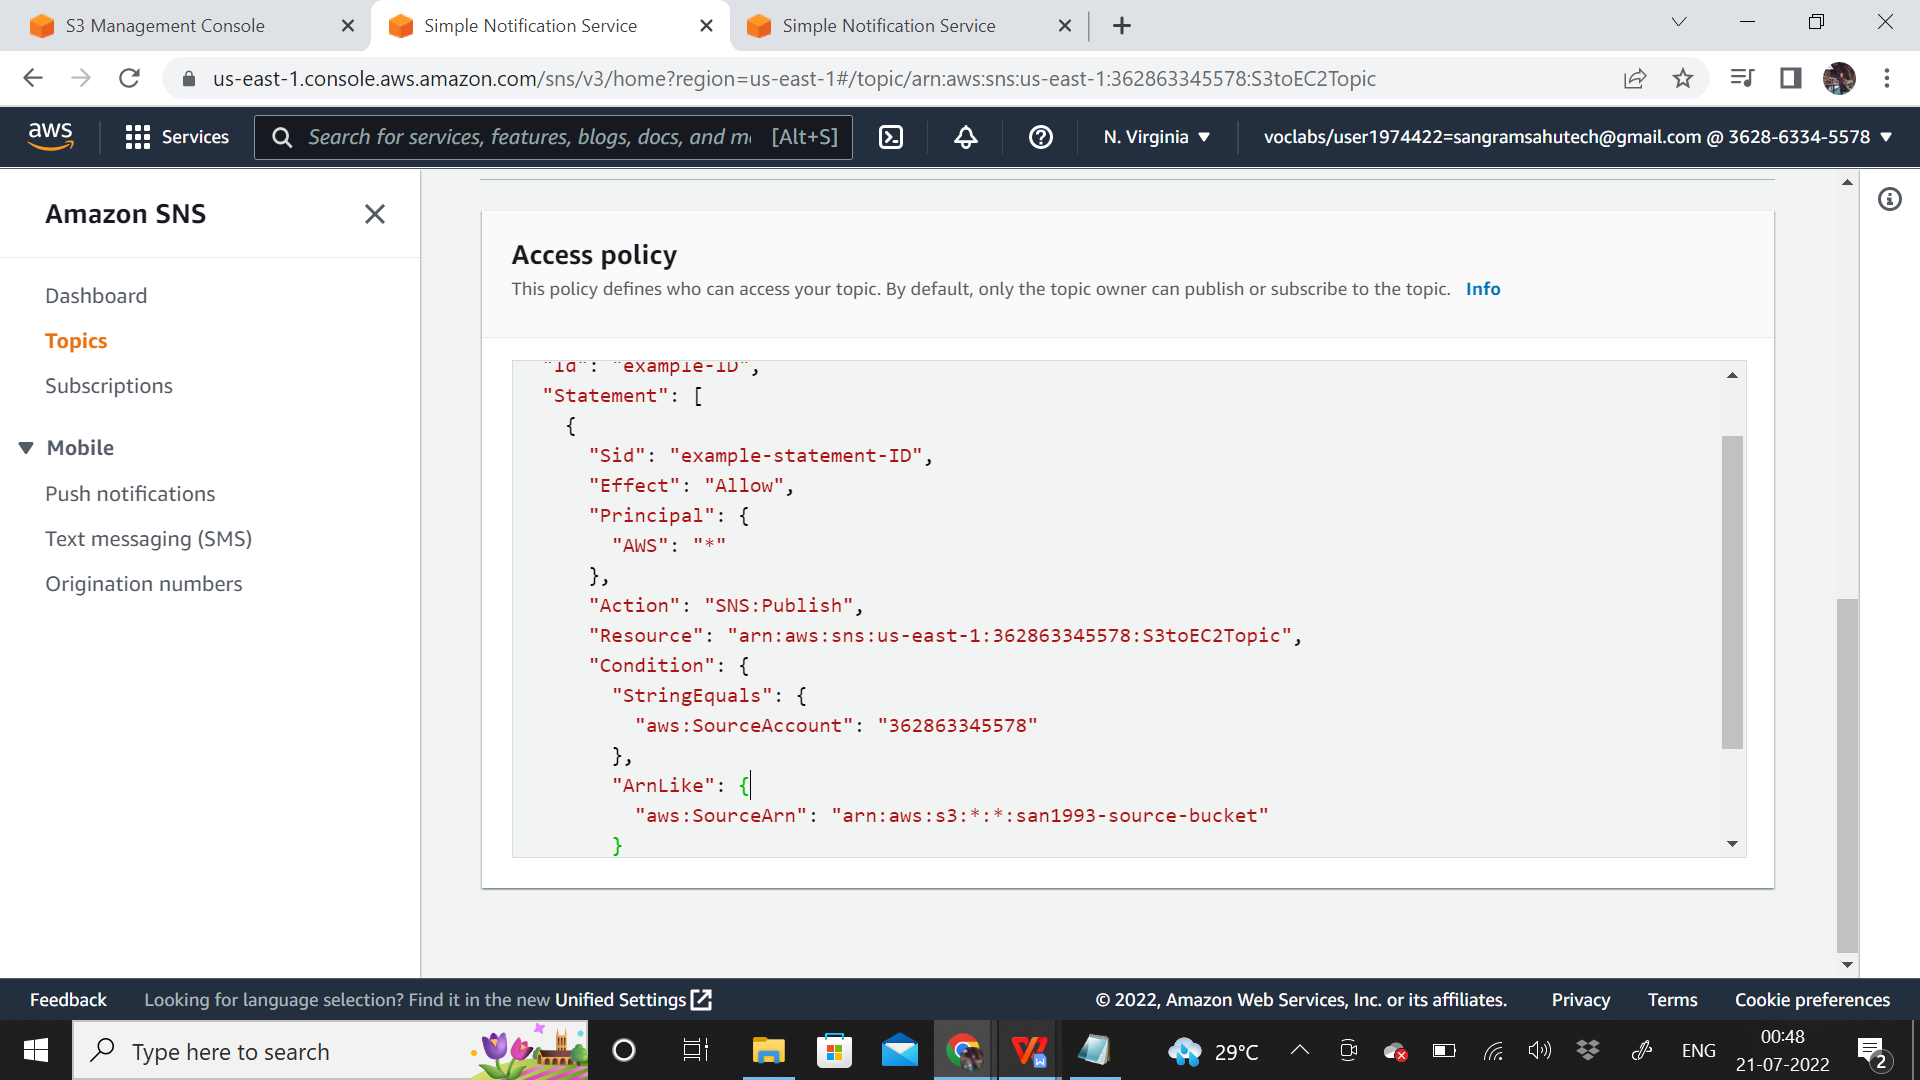 S3 Management Console
Simple Notification Service
Simple Notification Service
us-east-1.console.aws.amazon.com/sns/v3/home?region=us-east-1#/topic/arn:aws:sns:us-east-1:362863345578:S3toEC2Topic
aws
Services
Search for services, features, blogs, docs, and m [Alt+S]
N. Virginia
voclabs/user1974422=sangramsahutech@gmail.com @ 3628-6334-5578
Amazon SNS
Dashboard
Topics
Subscriptions
Mobile
Push notifications
Text messaging (SMS)
Origination numbers
Access policy
This policy defines who can access your topic. By default, only the topic owner can publish or subscribe to the topic. Info
"Id": "example-ID",
"Statement": [
{
"Sid": "example-statement-ID",
"Effect": "Allow",
"Principal": {
"AWS": "*"
},
"Action": "SNS:Publish",
"Resource": "arn:aws:sns:us-east-1:362863345578:S3toEC2Topic",
"Condition": {
"StringEquals": {
"aws:SourceAccount": "362863345578"
},
"ArnLike": {
"aws:SourceArn": "arn:aws:s3:*:*:san1993-source-bucket"
}
Feedback
Looking for language selection? Find it in the new Unified Settings
© 2022, Amazon Web Services, Inc. or its affiliates.
Privacy
Terms
Cookie preferences
Type here to search
29°C
ENG
00:48
21-07-2022
2